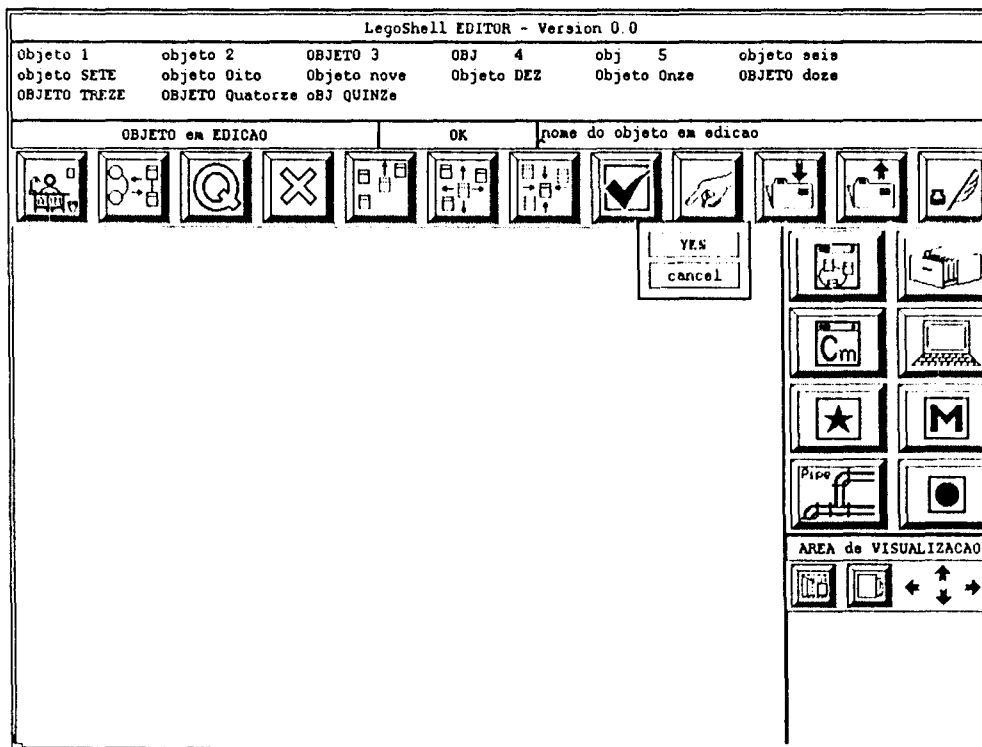 LegoShell EDITOR - Version 0.0
Objeto 1 objeto 2 OBJETO 3 OBJ 4 obj 5 objeto seis
objeto SETE objeto Oito Objeto nove Objeto DEZ Objeto Onze OBJETO doze
OBJETO TREZE OBJETO Quatorze oBJ QUINZe
OBJETO em EDICAO OK nome do objeto em edicao
Q
YES
cancel
Cm
M
Pipe
AREA de VISUALIZACAO